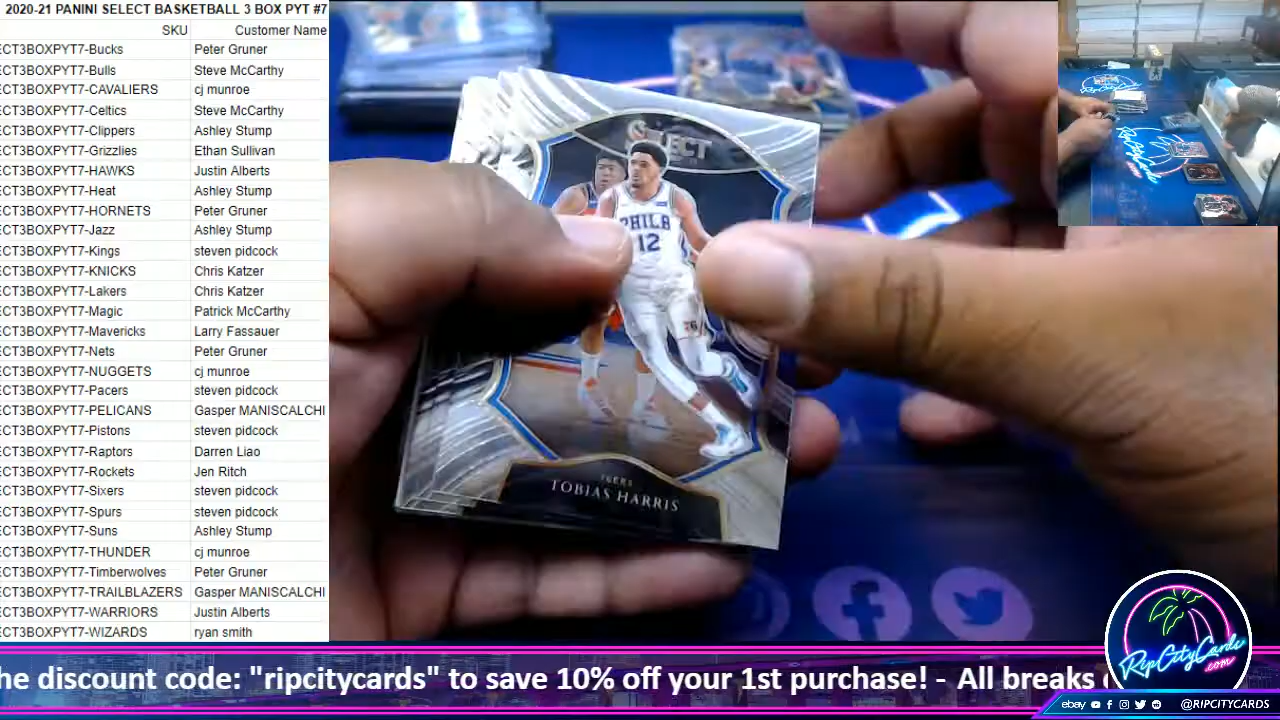 2020-21 PANINI SELECT BASKETBALL 3 BOX PYT #7
SKU Customer Name
ECT3BOXPYT7-Bucks Peter Gruner
ECT3BOXPYT7-Bulls Steve McCarthy
ECT3BOXPYT7-CAVALIERS cj munroe
ECT3BOXPYT7-Celtics Steve McCarthy
ECT3BOXPYT7-Clippers Ashley Stump
ECT3BOXPYT7-Grizzlies Ethan Sullivan
ECT3BOXPYT7-HAWKS Justin Alberts
ECT3BOXPYT7-Heat Ashley Stump
ECT3BOXPYT7-HORNETS Peter Gruner
ECT3BOXPYT7-Jazz Ashley Stump
ECT3BOXPYT7-Kings steven pidcock
ECT3BOXPYT7-KNICKS Chris Katzer
ECT3BOXPYT7-Lakers Chris Katzer
ECT3BOXPYT7-Magic Patrick McCarthy
ECT3BOXPYT7-Mavericks Larry Fassauer
ECT3BOXPYT7-Nets Peter Gruner
ECT3BOXPYT7-NUGGETS cj munroe
ECT3BOXPYT7-Pacers steven pidcock
ECT3BOXPYT7-PELICANS Gasper MANISCALCHI
ECT3BOXPYT7-Pistons steven pidcock
ECT3BOXPYT7-Raptors Darren Liao
ECT3BOXPYT7-Rockets Jen Ritch
ECT3BOXPYT7-Sixers steven pidcock
ECT3BOXPYT7-Spurs steven pidcock
ECT3BOXPYT7-Suns Ashley Stump
ECT3BOXPYT7-THUNDER cj munroe
ECT3BOXPYT7-Timberwolves Peter Gruner
ECT3BOXPYT7-TRAILBLAZERS Gasper MANISCALCHI
ECT3BOXPYT7-WARRIORS Justin Alberts
ECT3BOXPYT7-WIZARDS ryan smith
SELECT
PHILA
12
76
76ERS
TOBIAS HARRIS
RipCityCards
.com
he discount code: "ripcitycards" to save 10% off your 1st purchase! - All breaks
ebay @RIPCITYCARDS